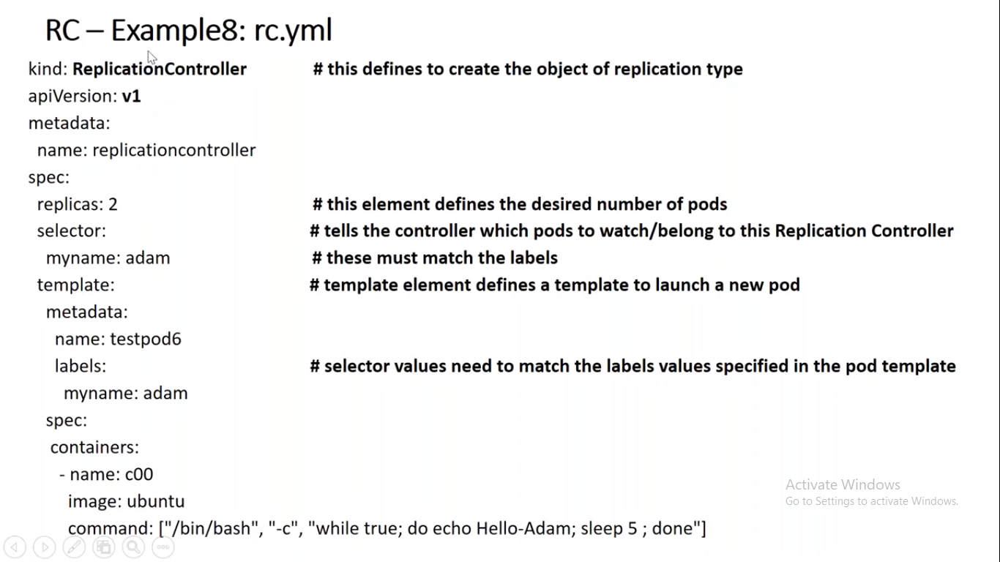 RC – Example8: rc.yml
kind: ReplicationController # this defines to create the object of replication type
apiVersion: v1
metadata:
name: replicationcontroller
spec:
replicas: 2 # this element defines the desired number of pods
selector: # tells the controller which pods to watch/belong to this Replication Controller
myname: adam # these must match the labels
template: # template element defines a template to launch a new pod
metadata:
name: testpod6
labels: # selector values need to match the labels values specified in the pod template
myname: adam
spec:
containers:
- name: c00
image: ubuntu
command: ["/bin/bash", "-c", "while true; do echo Hello-Adam; sleep 5 ; done"]
Activate Windows
Go to Settings to activate Windows.